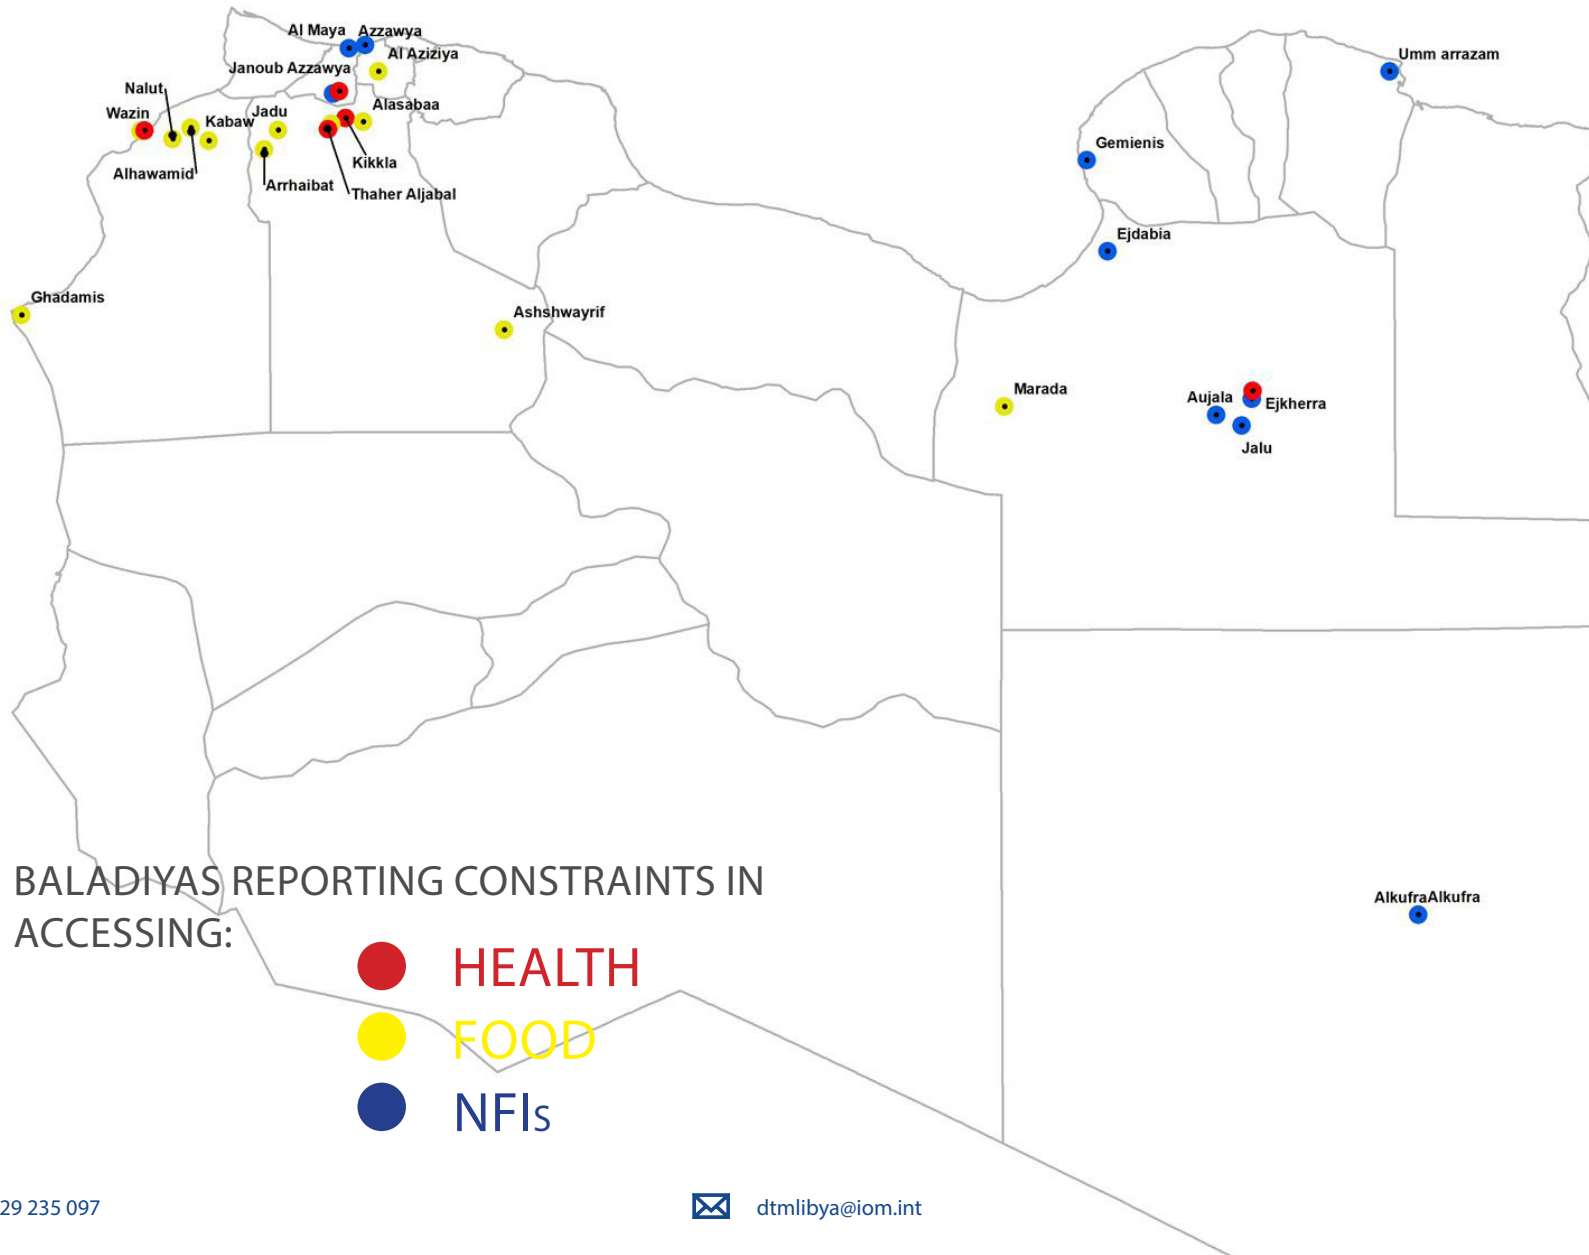 Al Maya
Azzawya
Al Aziziya
Janoub Azzawya
Nalut
Wazin
Kabaw
Jadu
Alasabaa
Kikkla
Alhawamid
Arrhaibat
Thaher Aljabal
Ghadamis
Ashshwayrif
Umm arrazam
Gemienis
Ejdabia
Marada
Aujala
Ejkherra
Jalu
AlkufraAlkufra
BALADIYAS REPORTING CONSTRAINTS IN
ACCESSING:
HEALTH
FOOD
NFIs
29 235 097
dtmlibya@iom.int